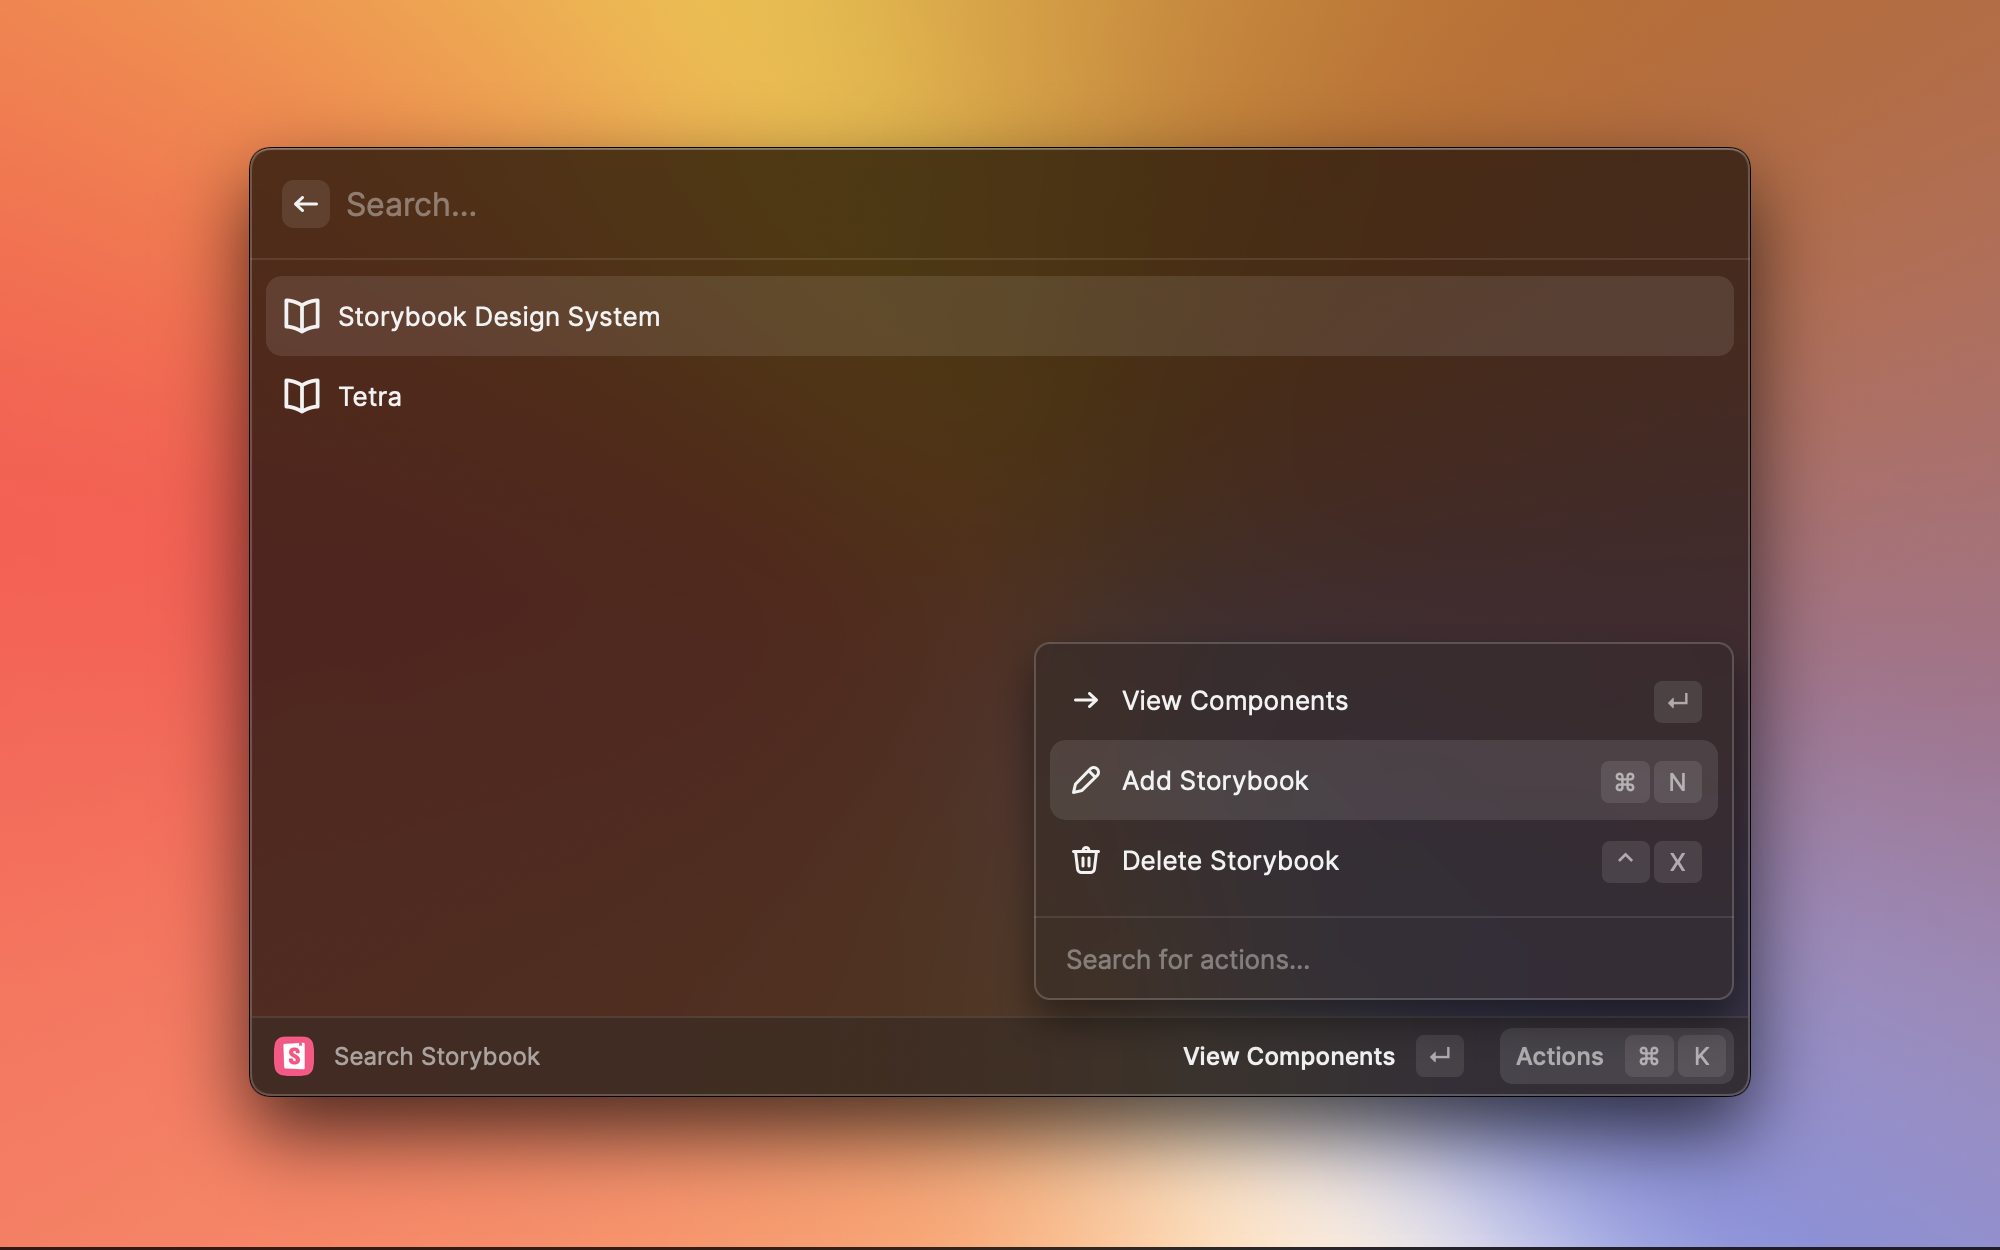 Search...
Storybook Design System
Tetra
View Components ↵
Add Storybook ⌘ N
Delete Storybook ^ X
Search for actions...
S Search Storybook View Components ↵ Actions ⌘ K